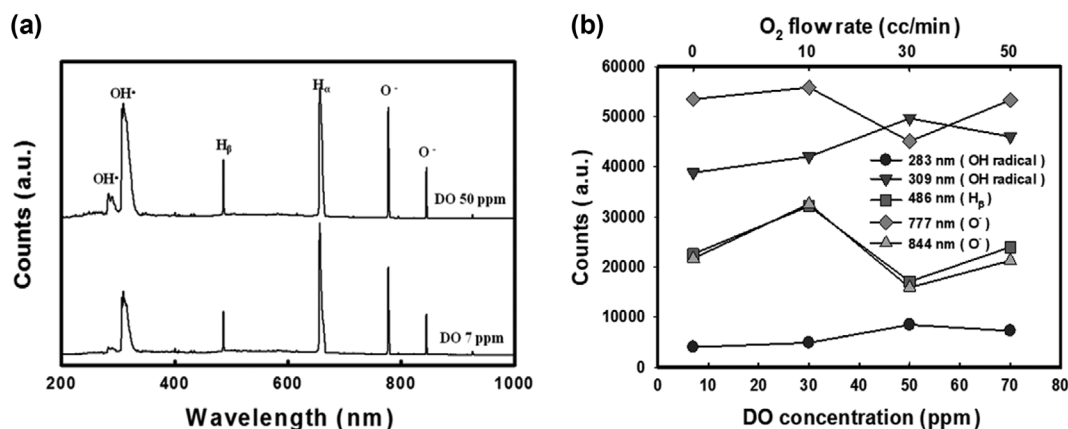 (a)
OH•
OH•
Hβ
Hα
O -
O -
DO 50 ppm
DO 7 ppm
200 400 600 800 1000
Wavelength (nm)
Counts (a.u.)
(b)
O2 flow rate (cc/min)
0 10 30 50
60000
50000
40000
30000
20000
10000
0
Counts (a.u.)
283 nm ( OH radical )
309 nm ( OH radical )
486 nm ( Hβ )
777 nm ( O- )
844 nm ( O- )
0 10 20 30 40 50 60 70 80
DO concentration (ppm)